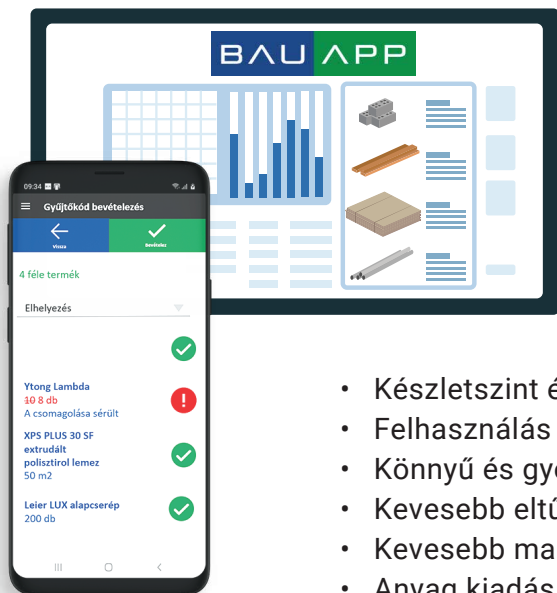 BAU APP
09:34
Gyűjtőkód bevételezés
Vissza
Bevételez
4 féle termék
Elhelyezés
Ytong Lambda
10 8 db
A csomagolása sérült
XPS PLUS 30 SF
extrudált
polisztirol lemez
50 m2
Leier LUX alapcserép
200 db
• Készletszint é
• Felhasználás
• Könnyű és gyo
• Kevesebb eltű
• Kevesebb ma
• Anyag kiadás